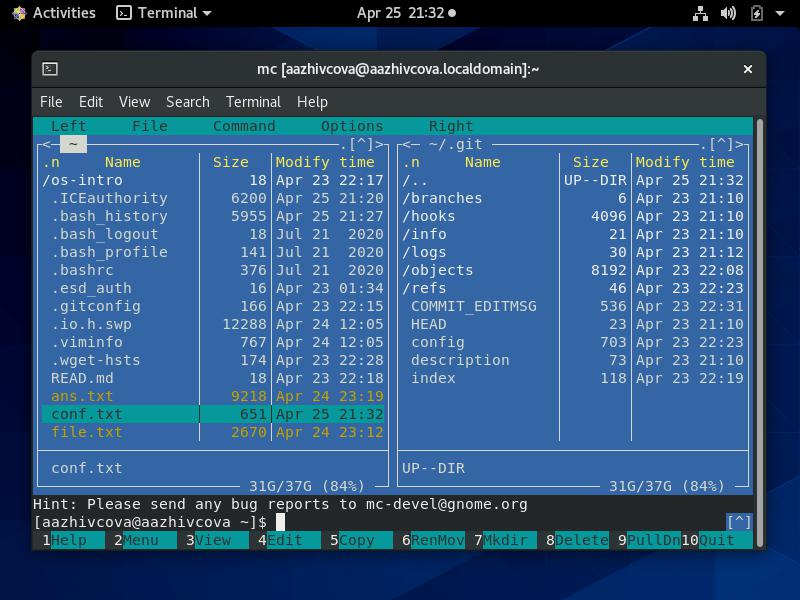 Activities Terminal Apr 25 21:32
mc [aazhivcova@aazhivcova.localdomain]:~
File Edit View Search Terminal Help
Left File Command Options Right
<─ ~ .[^]> <─ ~/.git .[^]>
.n Name Size Modify time .n Name Size Modify time
/os-intro 18 Apr 23 22:17 /.. UP--DIR Apr 25 21:32
.ICEauthority 6200 Apr 25 21:20 /branches 6 Apr 23 21:10
.bash_history 5955 Apr 25 21:27 /hooks 4096 Apr 23 21:10
.bash_logout 18 Jul 21 2020 /info 21 Apr 23 21:10
.bash_profile 141 Jul 21 2020 /logs 30 Apr 23 21:12
.bashrc 376 Jul 21 2020 /objects 8192 Apr 23 22:08
.esd_auth 16 Apr 23 01:34 /refs 46 Apr 23 22:23
.gitconfig 166 Apr 23 22:15 COMMIT_EDITMSG 536 Apr 23 22:31
.io.h.swp 12288 Apr 24 12:05 HEAD 23 Apr 23 21:10
.viminfo 767 Apr 24 12:05 config 703 Apr 23 22:23
.wget-hsts 174 Apr 23 22:28 description 73 Apr 23 21:10
READ.md 18 Apr 23 22:18 index 118 Apr 23 22:19
ans.txt 9218 Apr 24 23:19
conf.txt 651 Apr 25 21:32
file.txt 2670 Apr 24 23:12
conf.txt UP--DIR
31G/37G (84%) 31G/37G (84%)
Hint: Please send any bug reports to mc-devel@gnome.org
[aazhivcova@aazhivcova ~]$ [^]
1Help 2Menu 3View 4Edit 5Copy 6RenMov 7Mkdir 8Delete 9PullDn 10Quit